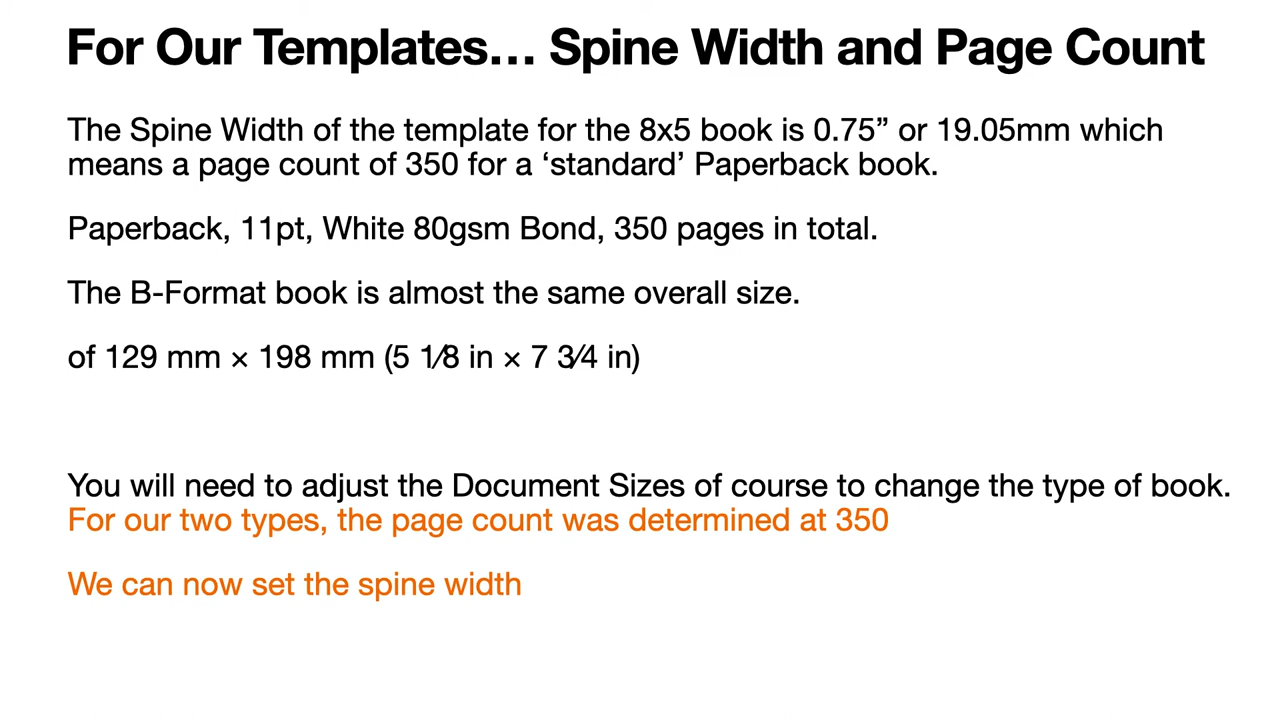 For Our Templates… Spine Width and Page Count
The Spine Width of the template for the 8x5 book is 0.75” or 19.05mm which
means a page count of 350 for a ‘standard’ Paperback book.
Paperback, 11pt, White 80gsm Bond, 350 pages in total.
The B-Format book is almost the same overall size.
of 129 mm × 198 mm (5 1⁄8 in × 7 3⁄4 in)
You will need to adjust the Document Sizes of course to change the type of book.
For our two types, the page count was determined at 350
We can now set the spine width